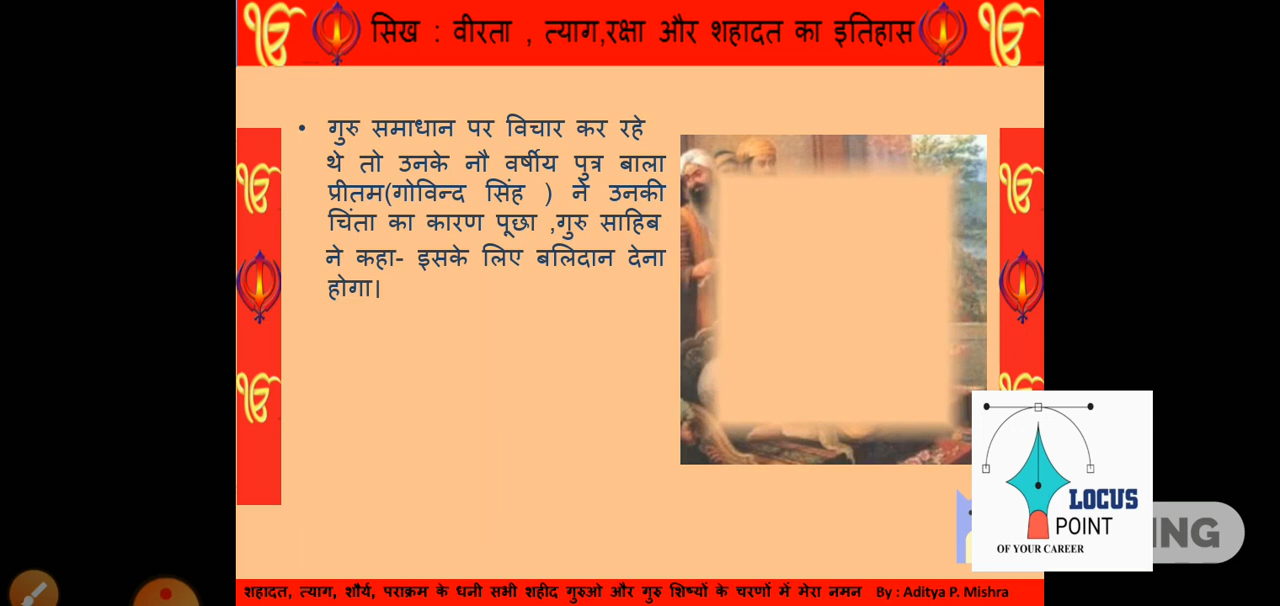 सिख : वीरता , त्याग,रक्षा और शहादत का इतिहास
• गुरु समाधान पर विचार कर रहे
थे तो उनके नौ वर्षीय पुत्र बाला
प्रीतम(गोविन्द सिंह ) ने उनकी
चिंता का कारण पूछा ,गुरु साहिब
ने कहा- इसके लिए बलिदान देना
होगा।
LOCUS
POINT
OF YOUR CAREER
शहादत, त्याग, शौर्य, पराक्रम के धनी सभी शहीद गुरुओ और गुरु शिष्यों के चरणों में मेरा नमन By : Aditya P. Mishra